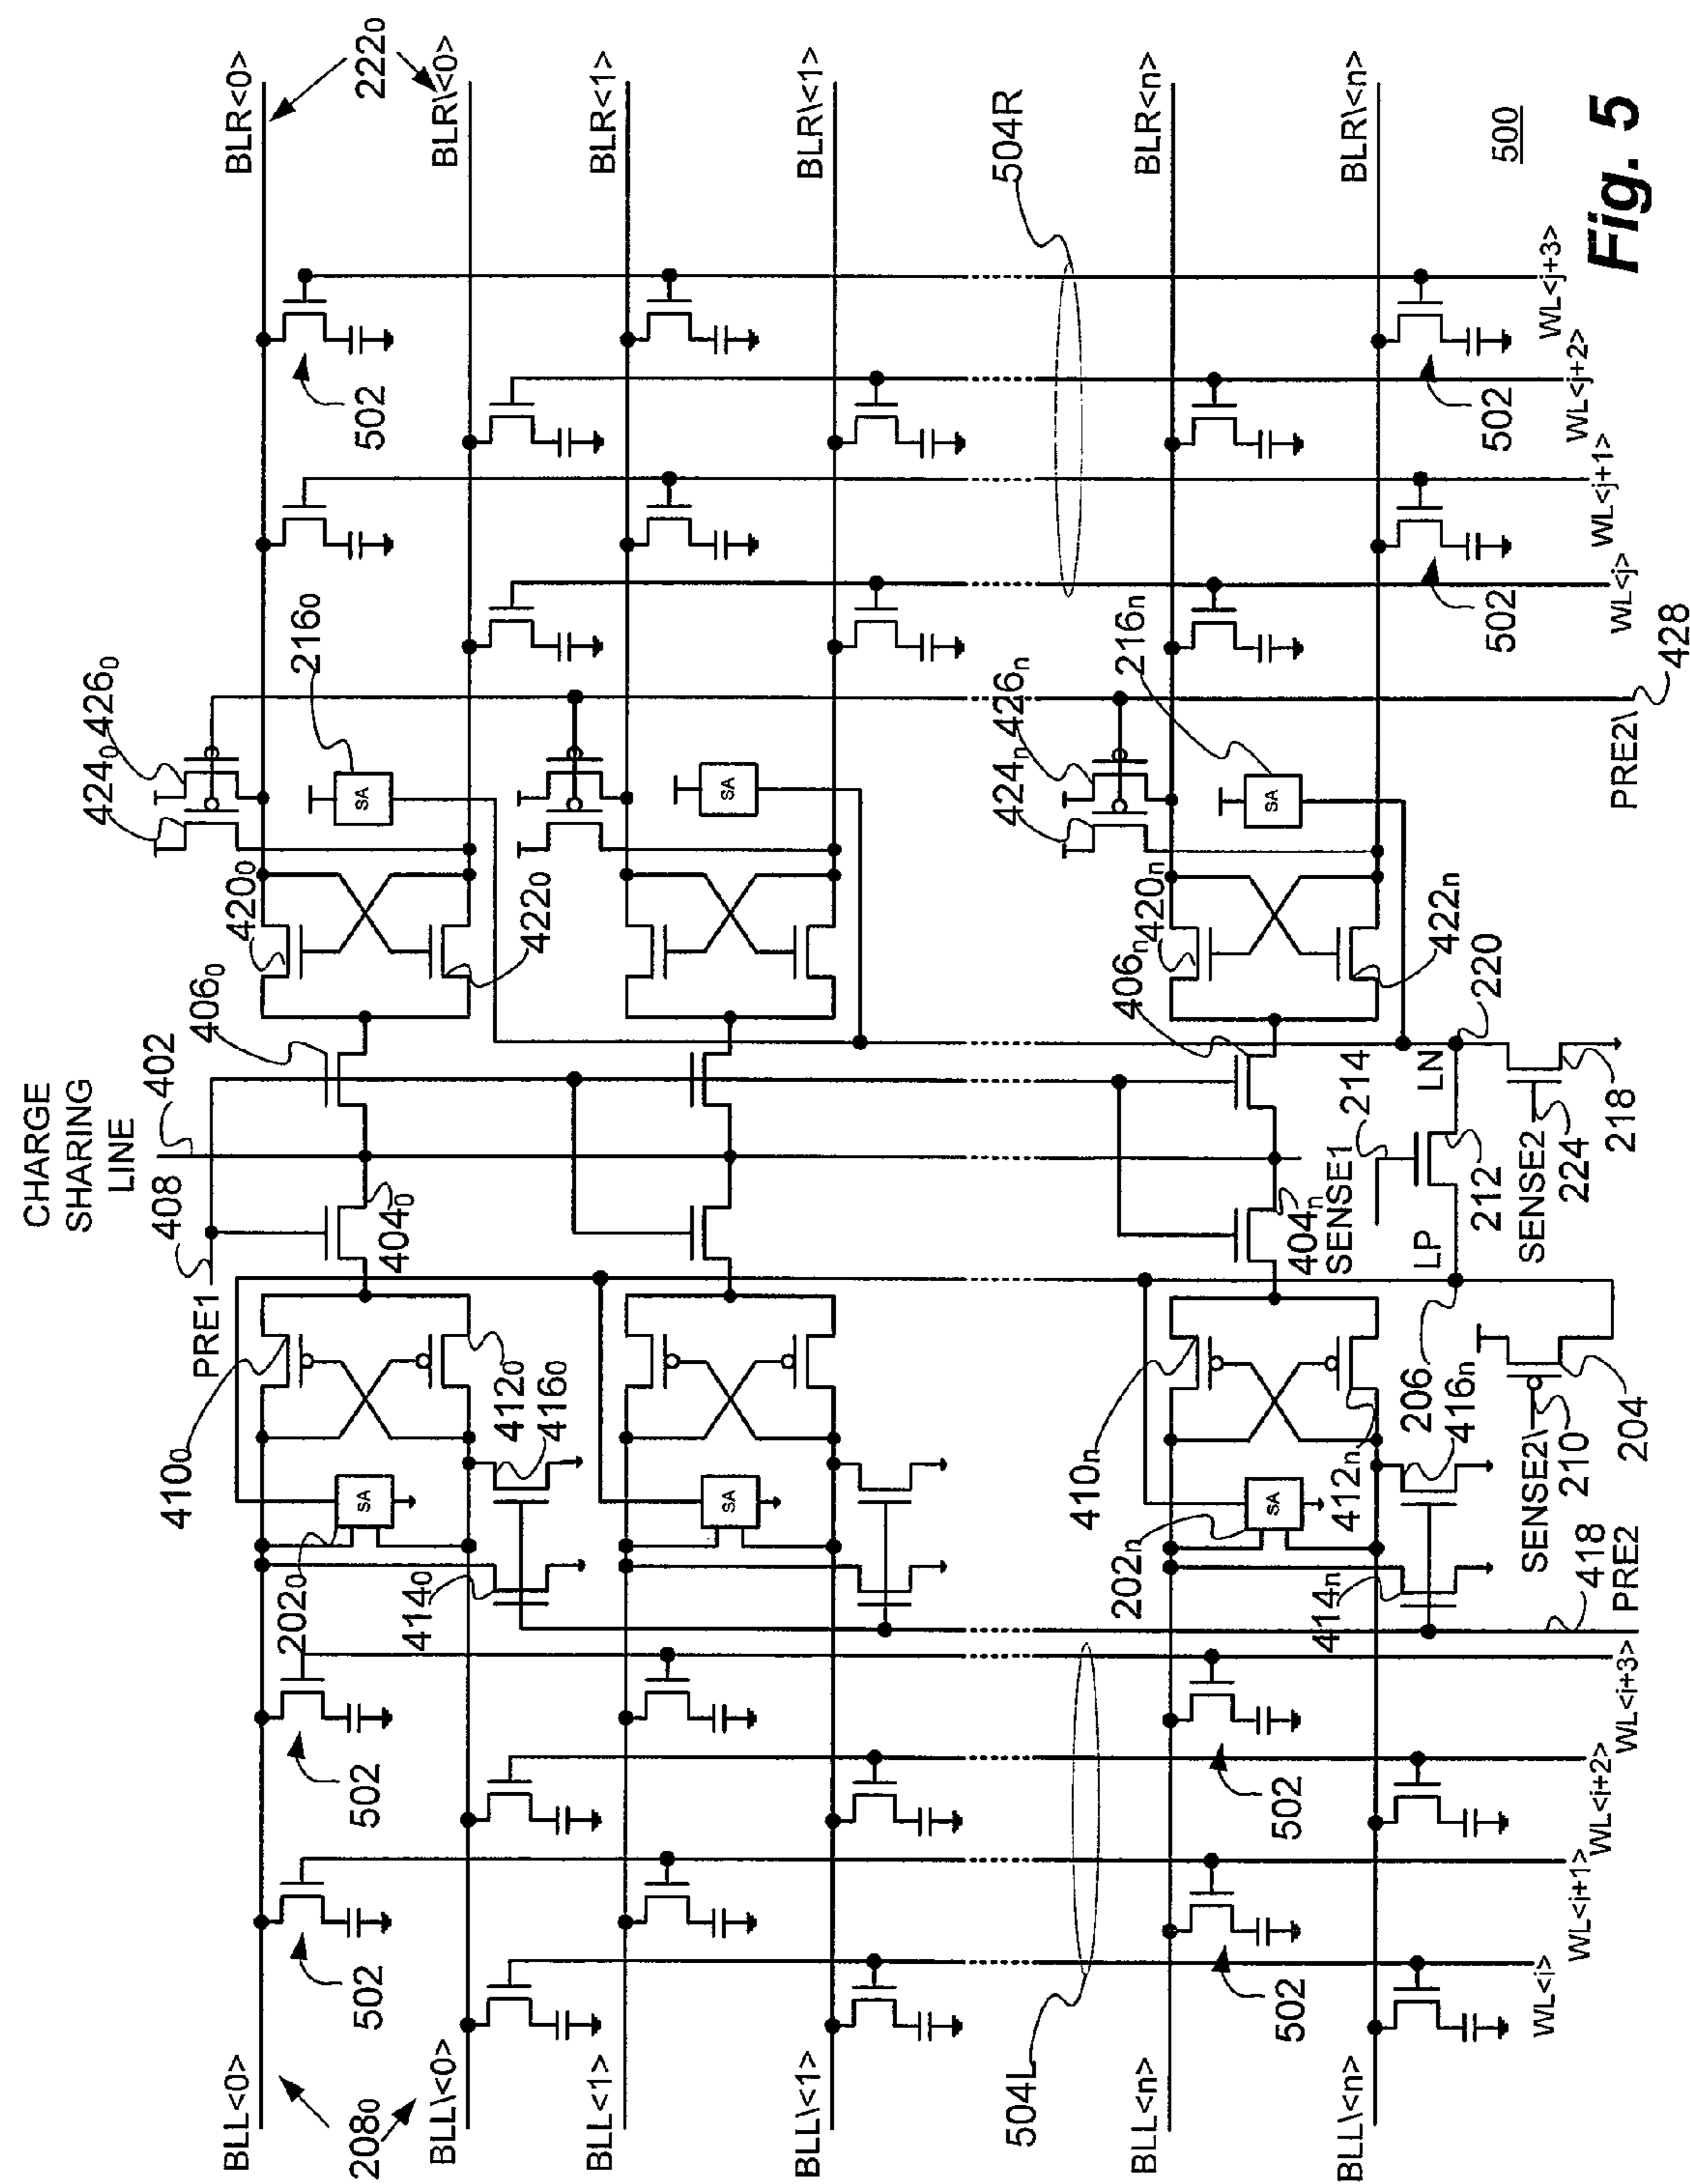 CHARGE
SHARING
LINE
408
402
PRE1
BLL<0>
208₀
BLL\<0>
BLL<1>
BLL\<1>
504L
BLL<n>
BLL\<n>
502
502
502
502
202₀
414₀
410₀
412₀
416₀
404₀
406₀
420₀
422₀
424₀
426₀
216₀
SA
SA
SA
SA
SA
SA
502
BLR<0>
222₀
BLR\<0>
BLR<1>
BLR\<1>
504R
BLR<n>
BLR\<n>
502
502
410ₙ
202ₙ
412ₙ
414ₙ
416ₙ
404ₙ
406ₙ
420ₙ
422ₙ
424ₙ
426ₙ
216ₙ
SENSE1
214
LP
LN
206
212
220
SENSE2\
210
204
SENSE2
224
218
418
PRE2
PRE2\
428
WL<i>
WL<i+1>
WL<i+2>
WL<i+3>
WL<j>
WL<j+1>
WL<j+2>
WL<j+3>
500
Fig. 5